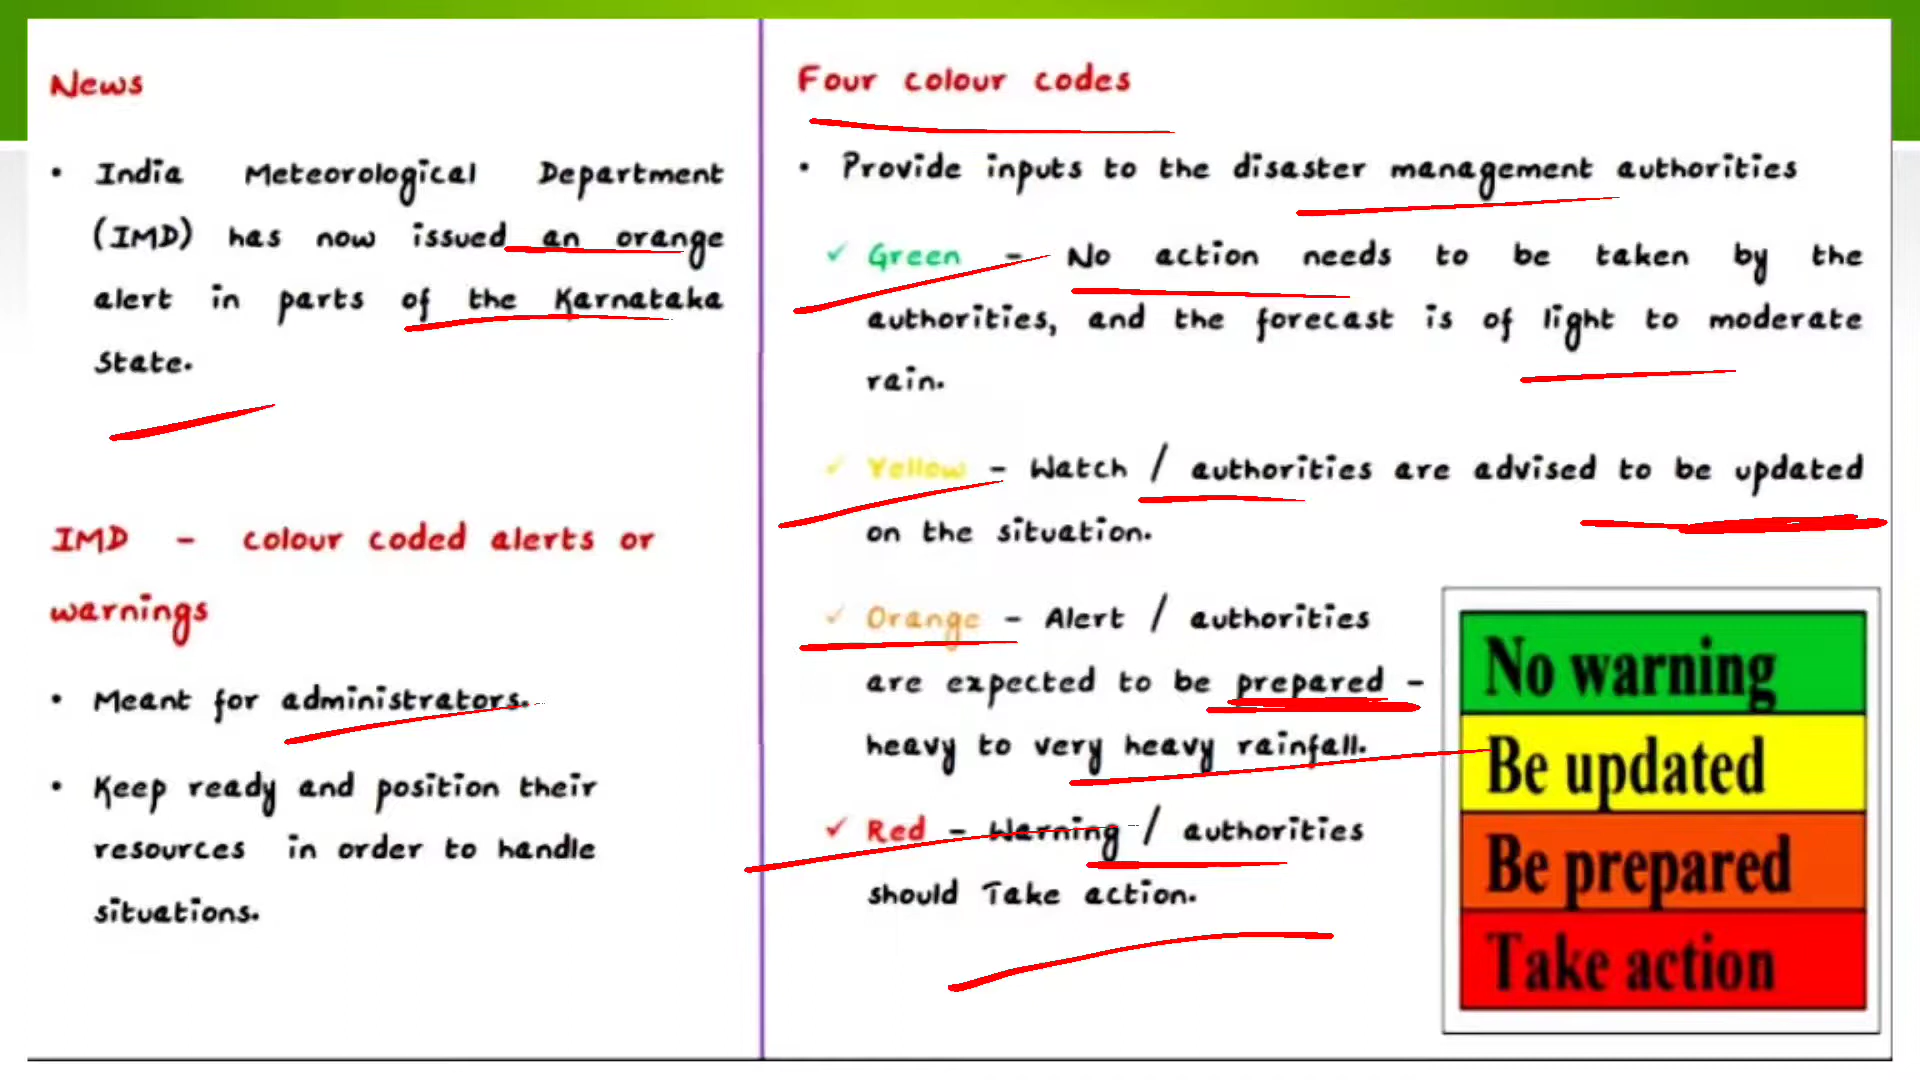 News
• India Meteorological Department
(IMD) has now issued an orange
alert in parts of the Karnataka
State.
IMD - colour coded alerts or
warnings
• Meant for administrators.
• Keep ready and position their
resources in order to handle
situations.
Four colour codes
• Provide inputs to the disaster management authorities
✓ Green - No action needs to be taken by the
authorities, and the forecast is of light to moderate
rain.
✓ Yellow - Watch / authorities are advised to be updated
on the situation.
✓ Orange - Alert / authorities
are expected to be prepared -
heavy to very heavy rainfall.
✓ Red - Warning / authorities
should Take action.
No warning
Be updated
Be prepared
Take action